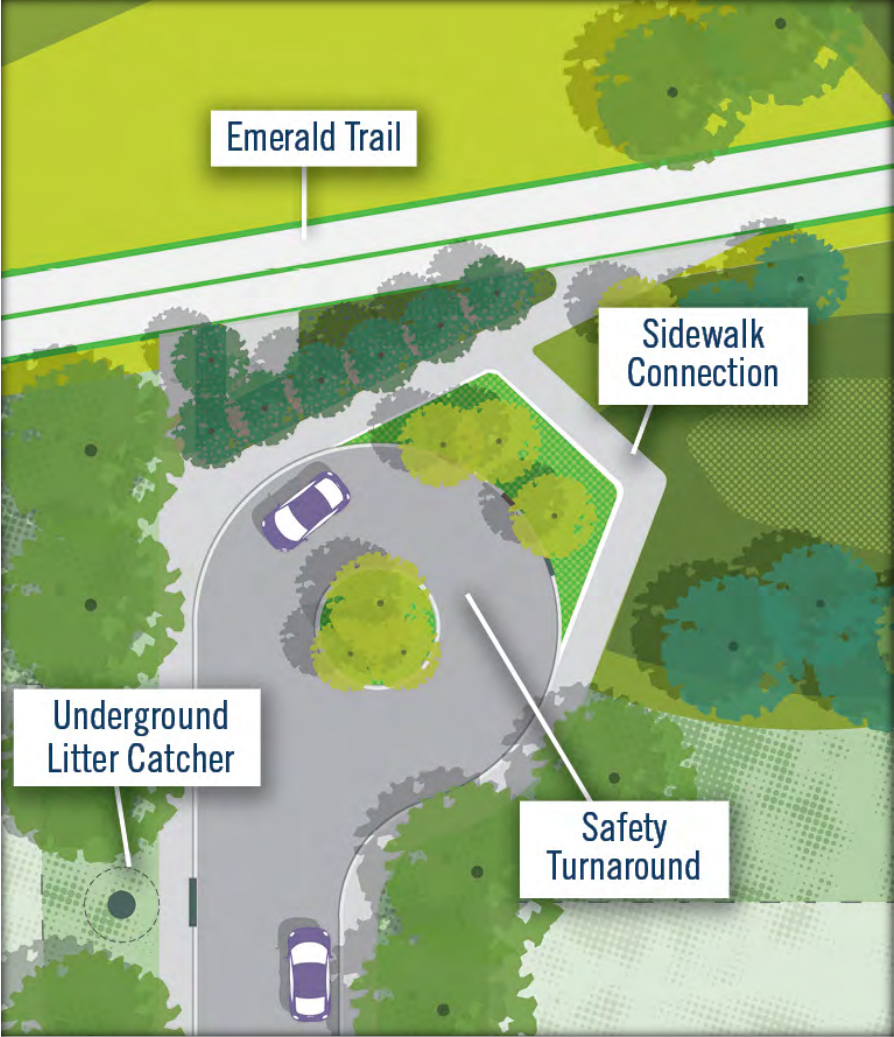 Emerald Trail
Sidewalk
Connection
Underground
Litter Catcher
Safety
Turnaround